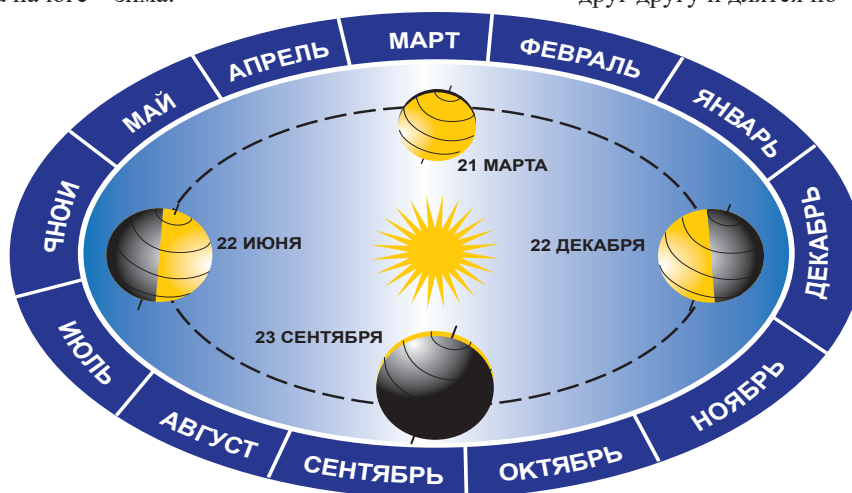 зима.
МАРТ
ФЕВРАЛЬ
ЯНВАРЬ
ДЕКАБРЬ
НОЯБРЬ
ОКТЯБРЬ
СЕНТЯБРЬ
АВГУСТ
ИЮЛЬ
ИЮНЬ
МАЙ
АПРЕЛЬ
21 МАРТА
22 ИЮНЯ
22 ДЕКАБРЯ
23 СЕНТЯБРЯ